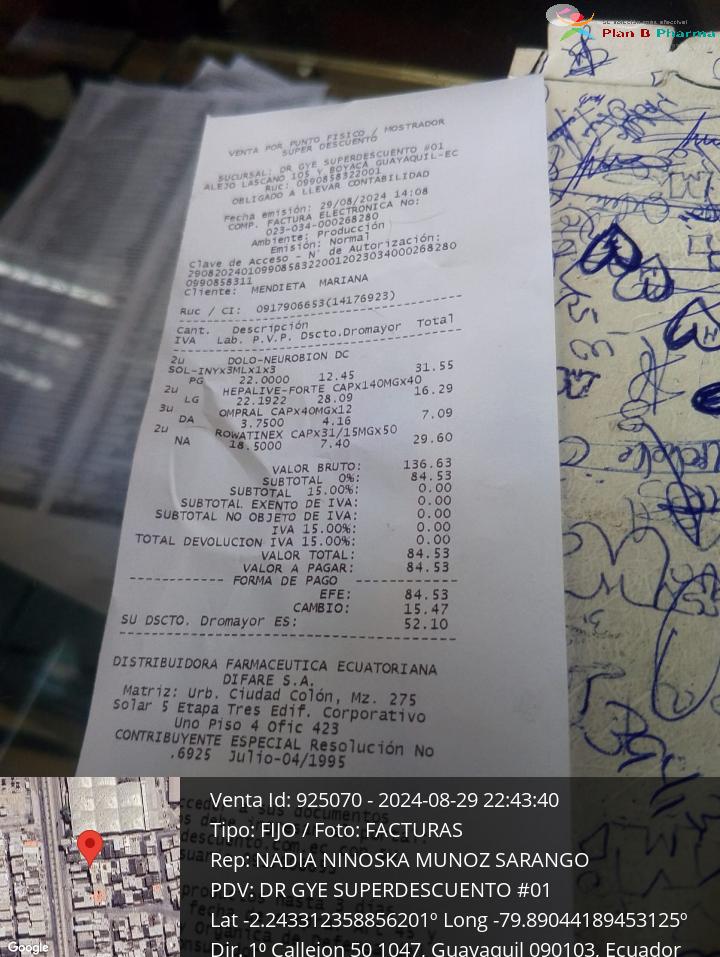 Plan B Pharma
VENTA POR PUNTO FISICO / MOSTRADOR
SUPER DESCUENTO
SUCURSAL: DR GYE SUPERDESCUENTO #01
ALEJO LASCANO 105 Y BOYACA GUAYAQUIL-EC
Ruc: 0990858322001
OBLIGADO A LLEVAR CONTABILIDAD
Fecha emisión: 29/08/2024 14:08
COMP. FACTURA ELECTRONICA No:
023-034-000268280
Ambiente: Producción
Emisión: Normal
Clave de Acceso - N° de Autorización:
290820240109908583220012023034000268280
0990858311
Cliente: MENDIETA MARIANA
Ruc / CI: 0917906653(14176923)
Cant. Descripción
IVA Lab. P.V.P. Dscto.Dromayor Total
2u DOLO-NEUROBION DC
SOL-INYx3MLx1x3
PG 22.0000 12.45 31.55
2u HEPALIVE-FORTE CAPx140MGx40
LG 22.1922 28.09 16.29
3u OMPRAL CAPx40MGx12
DA 3.7500 4.16 7.09
2u ROWATINEX CAPx31/15MGx50
NA 18.5000 7.40 29.60
VALOR BRUTO: 136.63
SUBTOTAL 0%: 84.53
SUBTOTAL 15.00%: 0.00
SUBTOTAL EXENTO DE IVA: 0.00
SUBTOTAL NO OBJETO DE IVA: 0.00
IVA 15.00%: 0.00
TOTAL DEVOLUCION IVA 15.00%: 0.00
VALOR TOTAL: 84.53
VALOR A PAGAR: 84.53
---------- FORMA DE PAGO ----------
EFE: 84.53
CAMBIO: 15.47
SU DSCTO. Dromayor ES: 52.10
DISTRIBUIDORA FARMACEUTICA ECUATORIANA
DIFARE S.A.
Matriz: Urb. Ciudad Colón, Mz. 275
Solar 5 Etapa Tres Edif. Corporativo
Uno Piso 4 Ofic 423
CONTRIBUYENTE ESPECIAL Resolución No
.6925 Julio-04/1995
Venta Id: 925070 - 2024-08-29 22:43:40
Tipo: FIJO / Foto: FACTURAS
Rep: NADIA NINOSKA MUNOZ SARANGO
PDV: DR GYE SUPERDESCUENTO #01
Lat -2.243312358856201º Long -79.89044189453125º
Dir. 1º Callejon 50 1047, Guayaquil 090103, Ecuador
Google